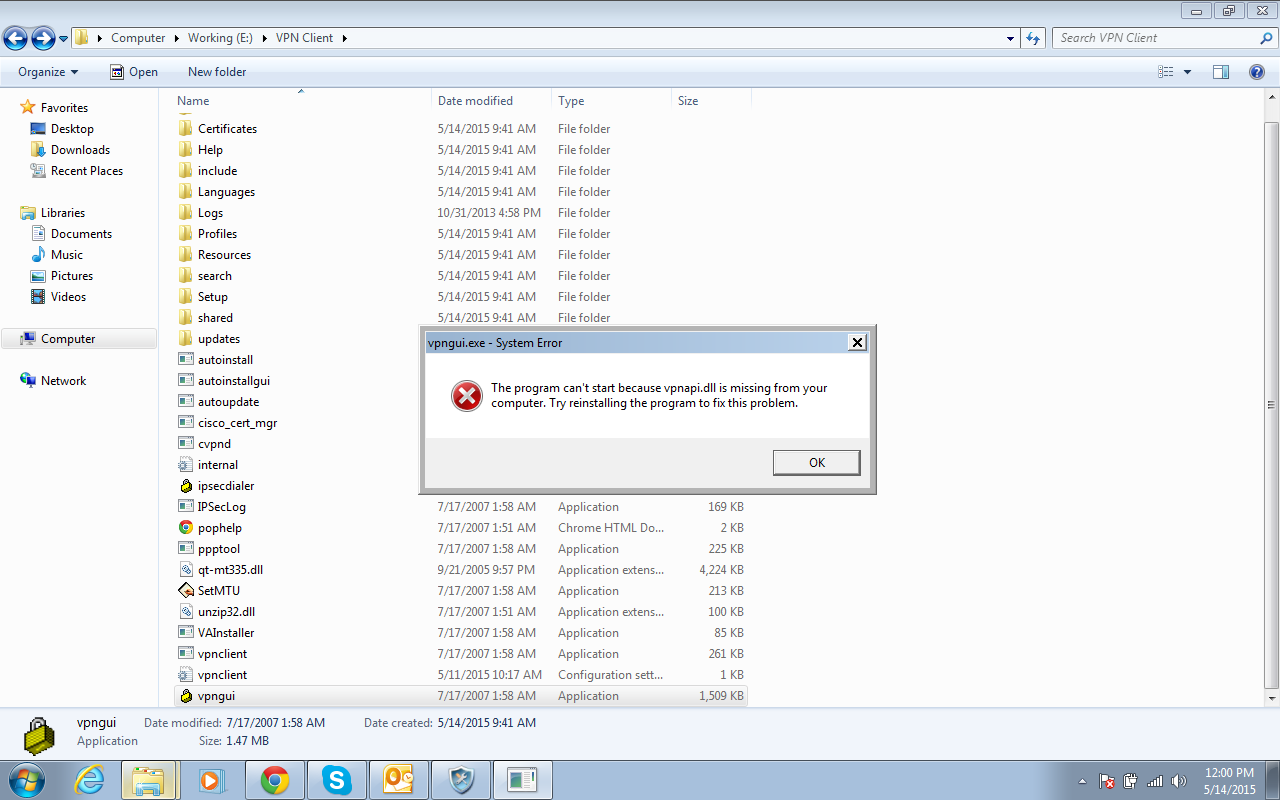 Computer ▸ Working (E:) ▸ VPN Client ▸
Search VPN Client
Organize Open New folder
Name Date modified Type Size
Favorites
Desktop
Downloads
Recent Places
Libraries
Documents
Music
Pictures
Videos
Computer
Network
Certificates 5/14/2015 9:41 AM File folder
Help 5/14/2015 9:41 AM File folder
include 5/14/2015 9:41 AM File folder
Languages 5/14/2015 9:41 AM File folder
Logs 10/31/2013 4:58 PM File folder
Profiles 5/14/2015 9:41 AM File folder
Resources 5/14/2015 9:41 AM File folder
search 5/14/2015 9:41 AM File folder
Setup 5/14/2015 9:41 AM File folder
shared 5/14/2015 9:41 AM File folder
updates
autoinstall
autoinstallgui
autoupdate
cisco_cert_mgr
cvpnd
internal
ipsecdialer
IPSecLog 7/17/2007 1:58 AM Application 169 KB
pophelp 7/17/2007 1:51 AM Chrome HTML Do... 2 KB
ppptool 7/17/2007 1:58 AM Application 225 KB
qt-mt335.dll 9/21/2005 9:57 PM Application extens... 4,224 KB
SetMTU 7/17/2007 1:58 AM Application 213 KB
unzip32.dll 7/17/2007 1:51 AM Application extens... 100 KB
VAInstaller 7/17/2007 1:58 AM Application 85 KB
vpnclient 7/17/2007 1:58 AM Application 261 KB
vpnclient 5/11/2015 10:17 AM Configuration sett... 1 KB
vpngui 7/17/2007 1:58 AM Application 1,509 KB
vpngui.exe - System Error
The program can't start because vpnapi.dll is missing from your
computer. Try reinstalling the program to fix this problem.
OK
vpngui Date modified: 7/17/2007 1:58 AM Date created: 5/14/2015 9:41 AM
Application Size: 1.47 MB
12:00 PM
5/14/2015